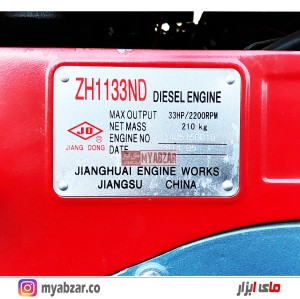 ZH1133ND DIESEL ENGINE
JD
JIANG DONG
MAX OUTPUT 33HP/2200RPM
NET MASS 210 kg
ENGINE NO
DATE
MYABZAR
JIANGHUAI ENGINE WORKS
JIANGSU CHINA
myabzar.co
مای ابزار